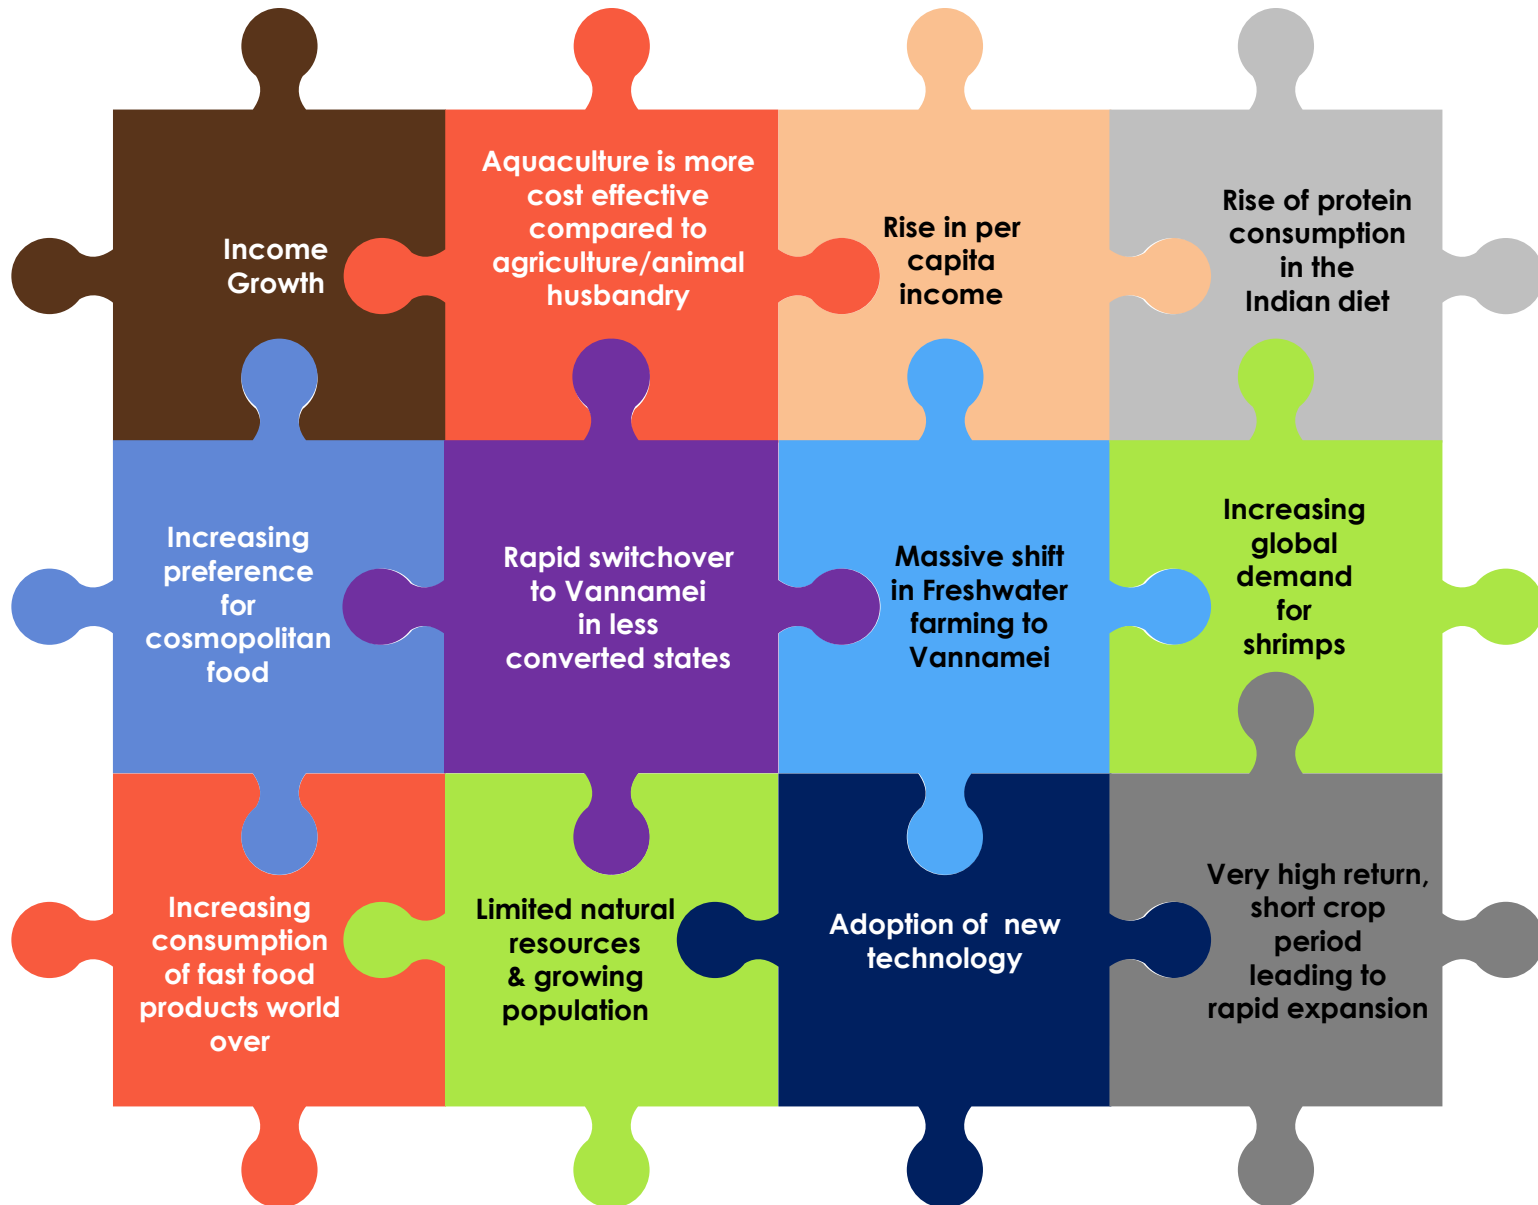 Income
Growth
Aquaculture is more
cost effective
compared to
agriculture/animal
husbandry
Rise in per
capita
income
Rise of protein
consumption
in the
Indian diet
Increasing
preference
for
cosmopolitan
food
Rapid switchover
to Vannamei
in less
converted states
Massive shift
in Freshwater
farming to
Vannamei
Increasing
global
demand
for
shrimps
Increasing
consumption
of fast food
products world
over
Limited natural
resources
& growing
population
Adoption of  new
technology
Very high return,
short crop
period
leading to
rapid expansion